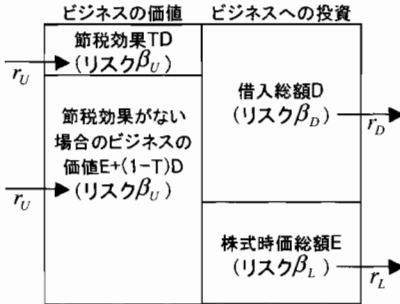 ビジネスの価値
ビジネスへの投資
節税効果TD
(リスクβU)
rU
節税効果がない
場合のビジネスの
価値E+(1-T)D
(リスクβU)
rU
借入総額D
(リスクβD)
rD
株式時価総額E
(リスクβL)
rL